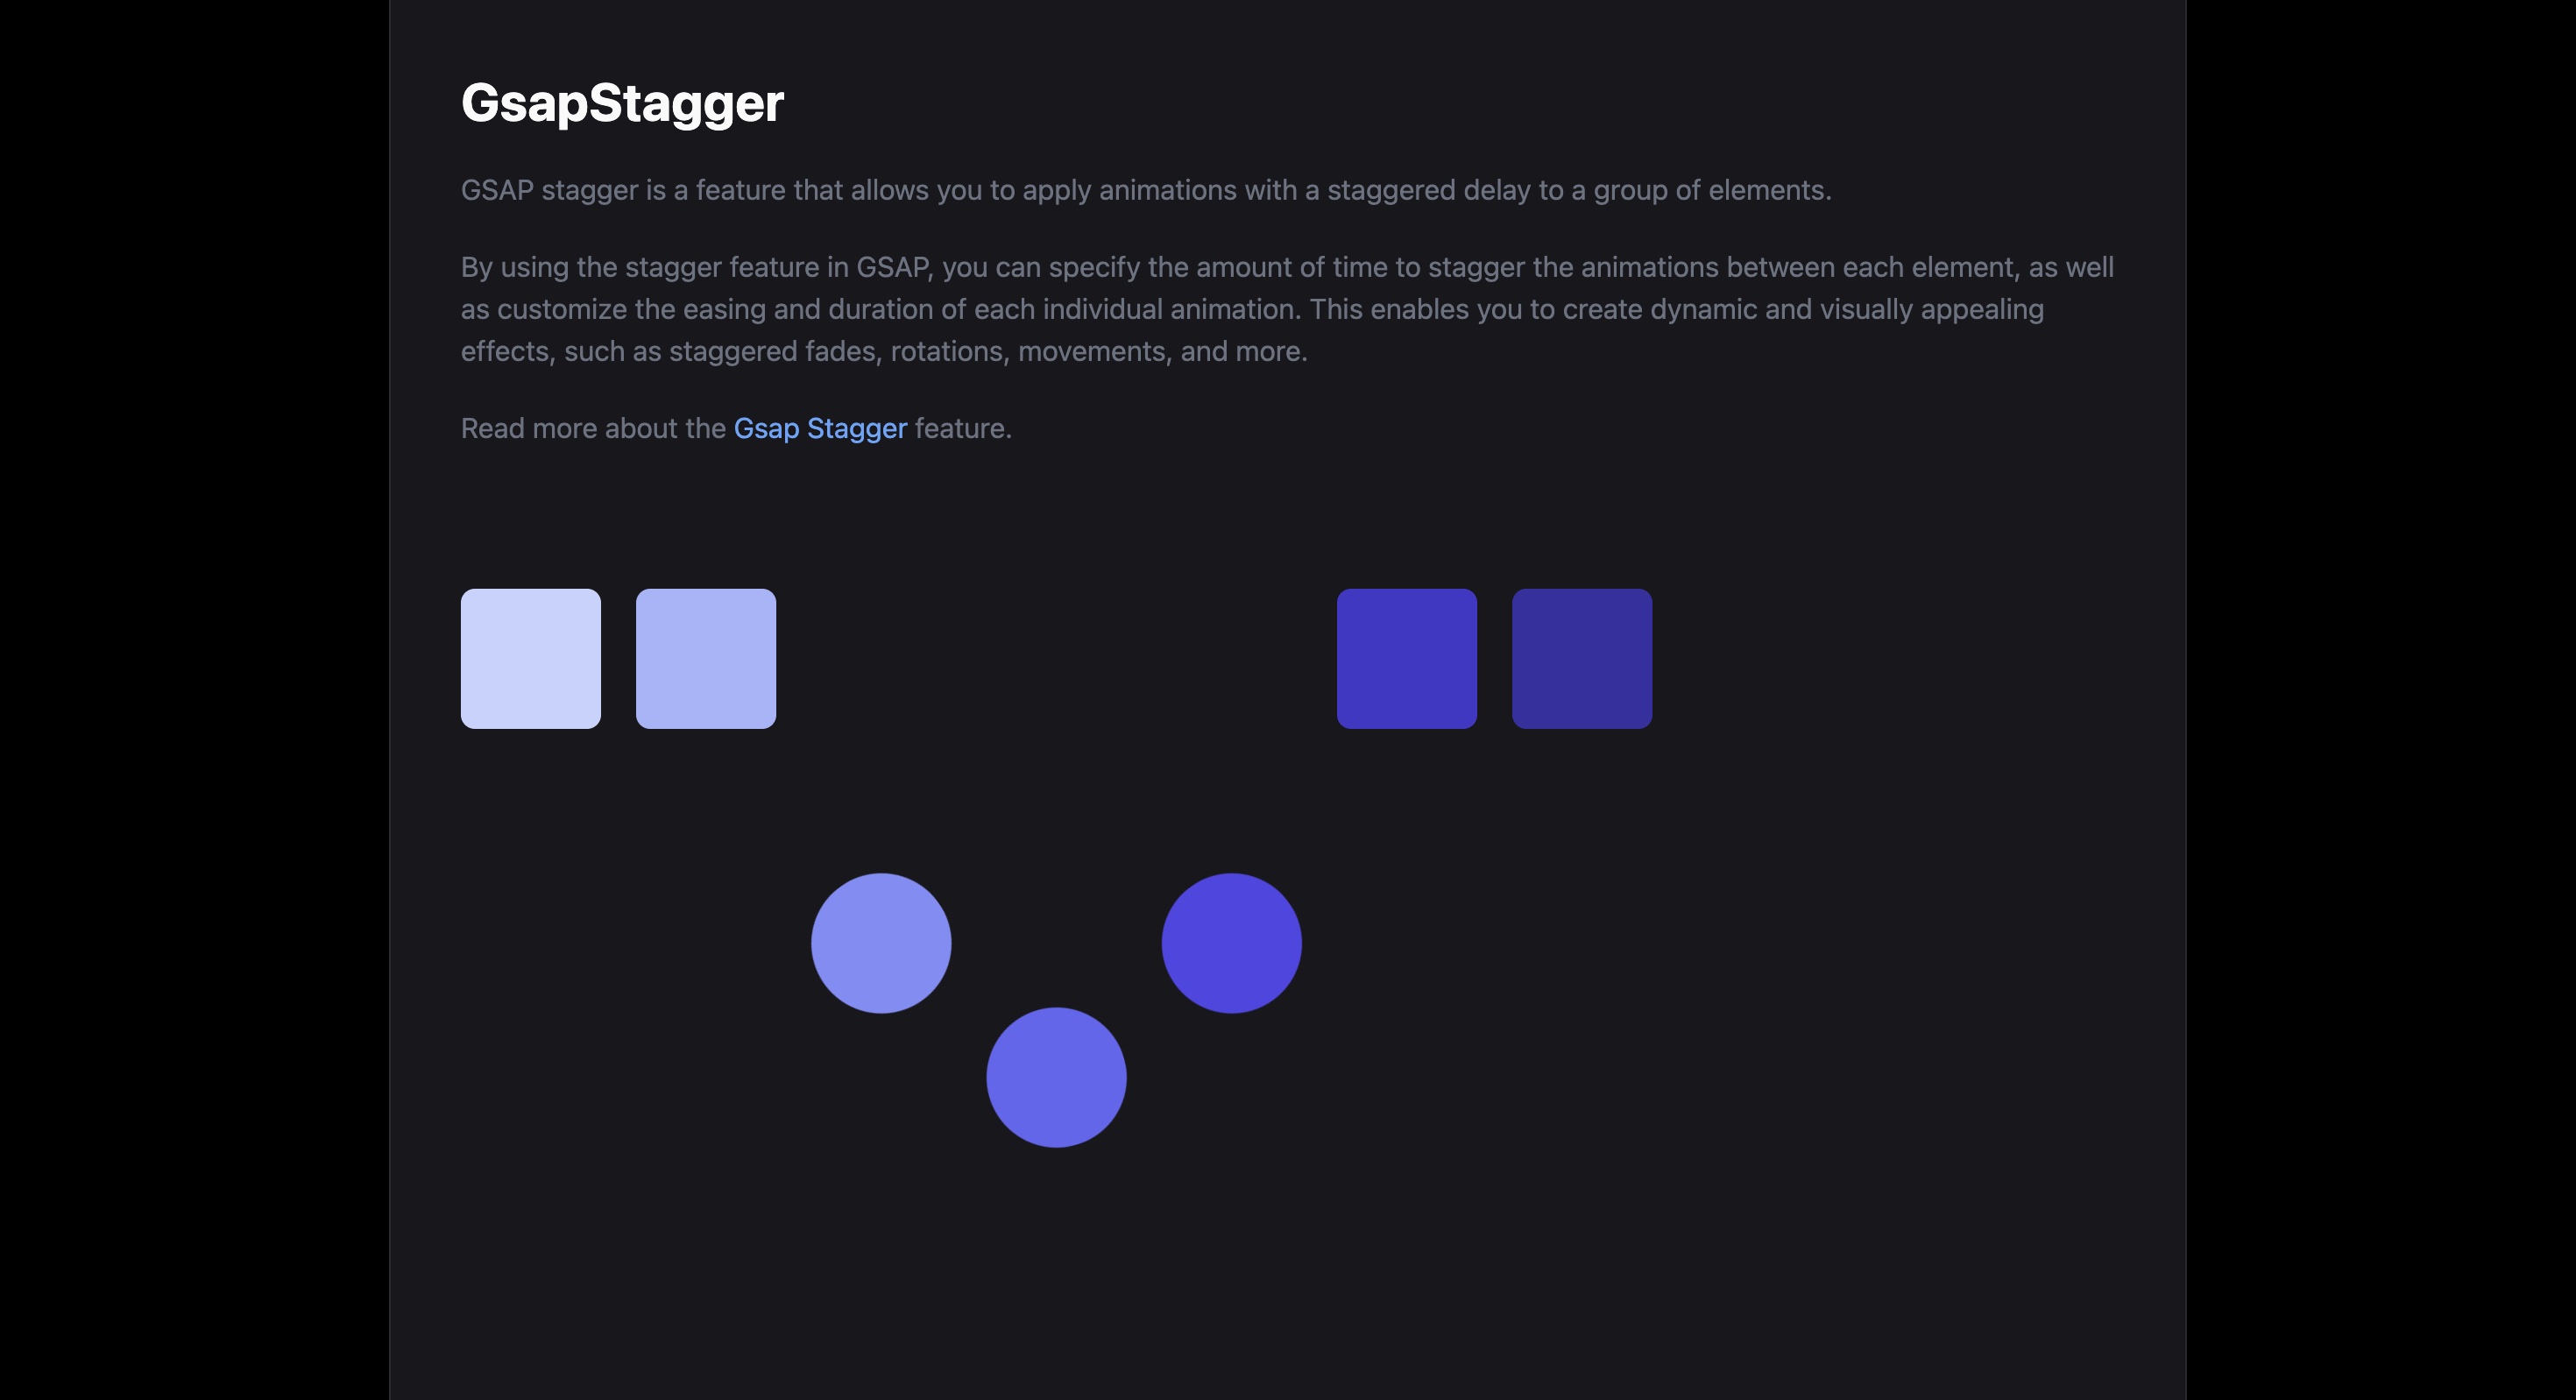 GsapStagger
GSAP stagger is a feature that allows you to apply animations with a staggered delay to a group of elements.
By using the stagger feature in GSAP, you can specify the amount of time to stagger the animations between each element, as well
as customize the easing and duration of each individual animation. This enables you to create dynamic and visually appealing
effects, such as staggered fades, rotations, movements, and more.
Read more about the Gsap Stagger feature.